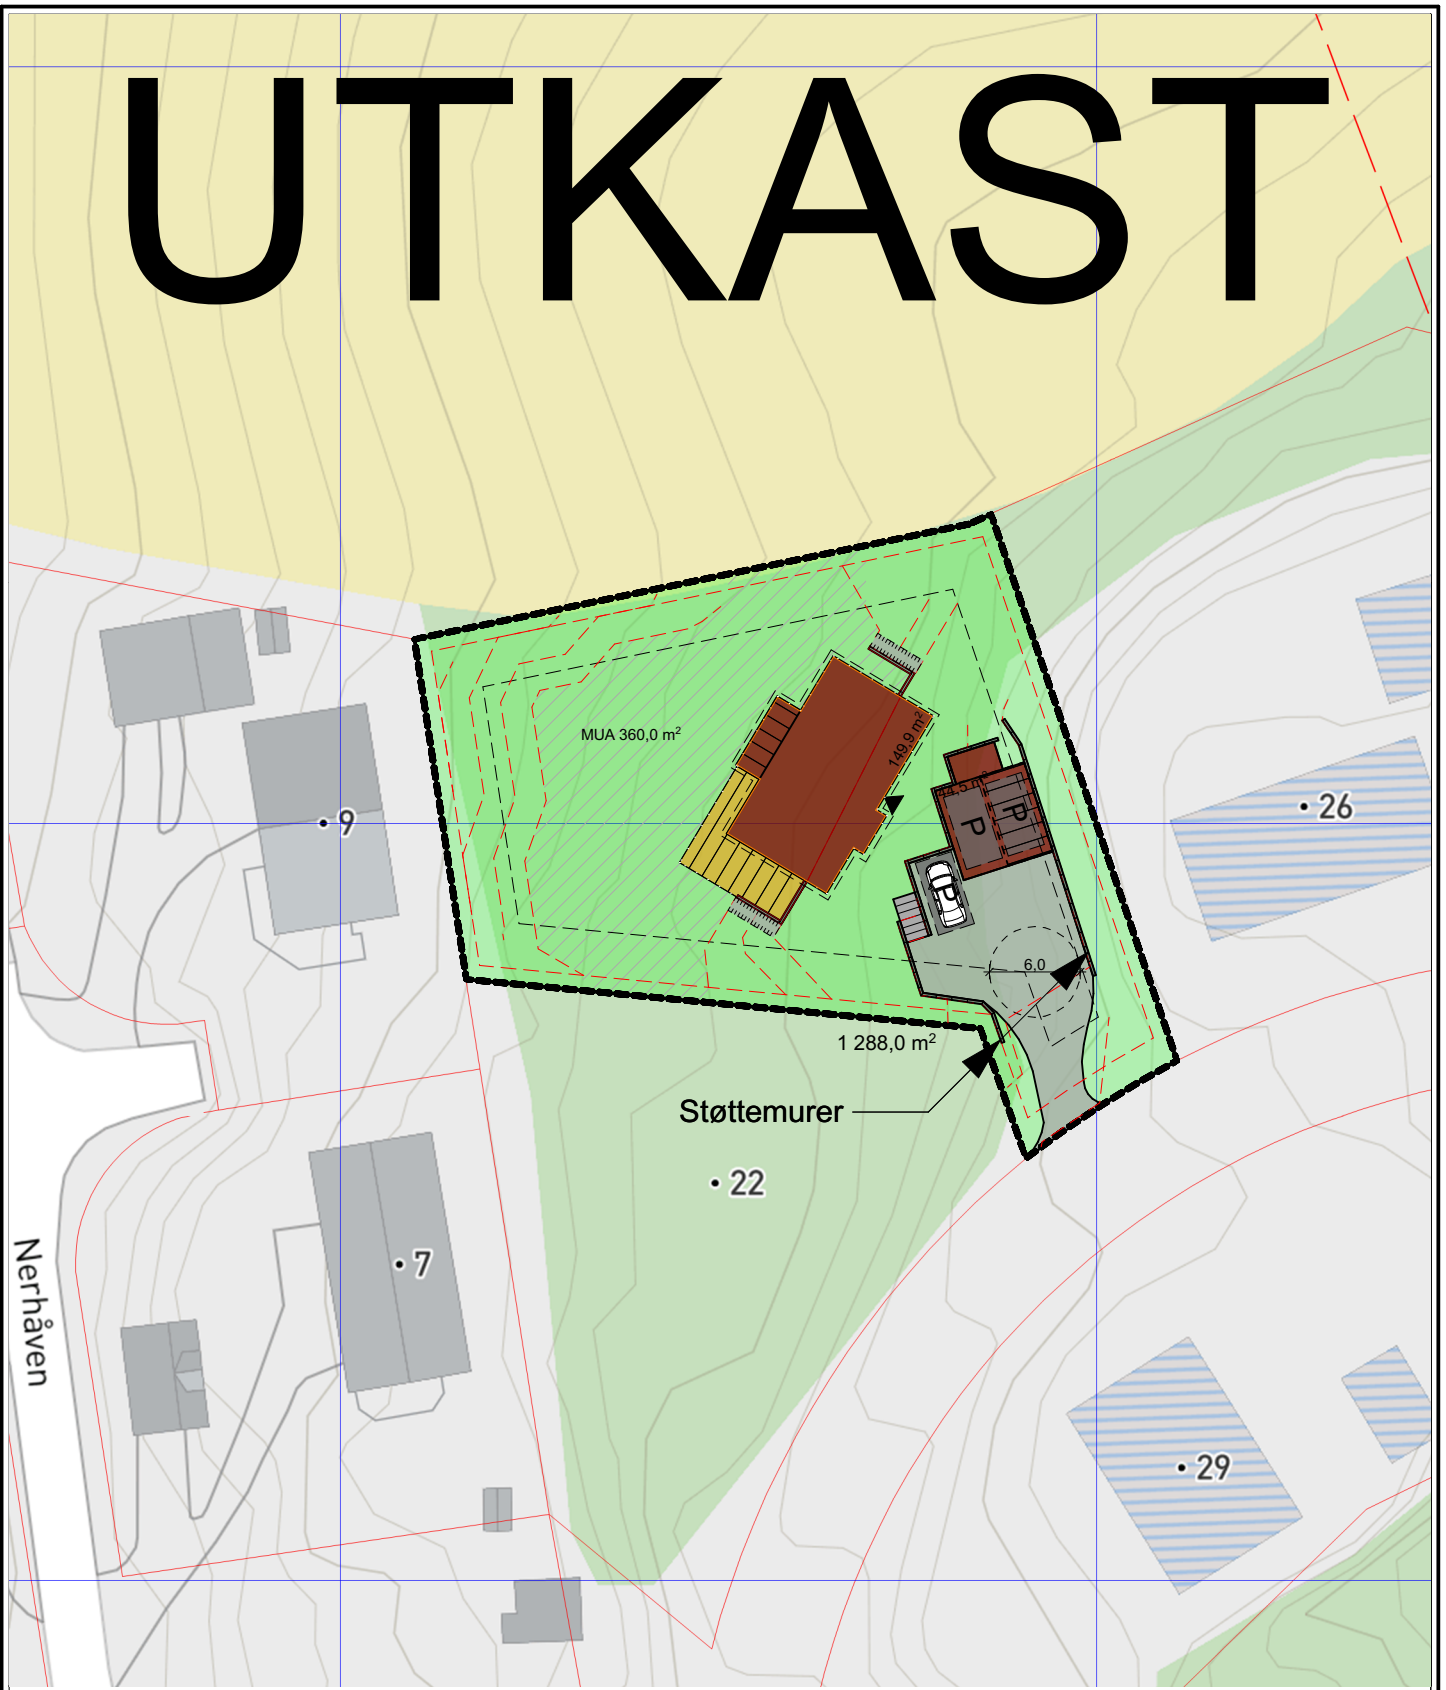 UTKAST
MUA 360,0 m²
149,9 m²
P
P
P
9
26
6,0
1 288,0 m²
Støttemurer
22
7
Nerhåven
29